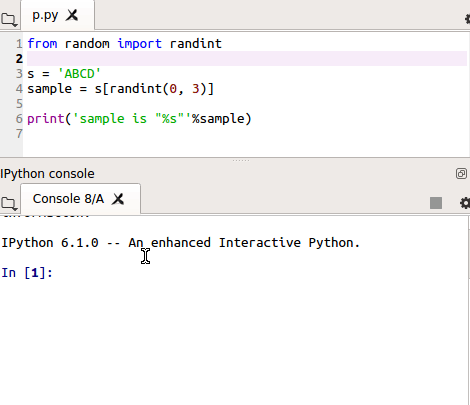 p.py
1 from random import randint
2
3 s = 'ABCD'
4 sample = s[randint(0, 3)]
5
6 print('sample is "%s"'%sample)
7
IPython console
Console 8/A
IPython 6.1.0 -- An enhanced Interactive Python.
In [1]: